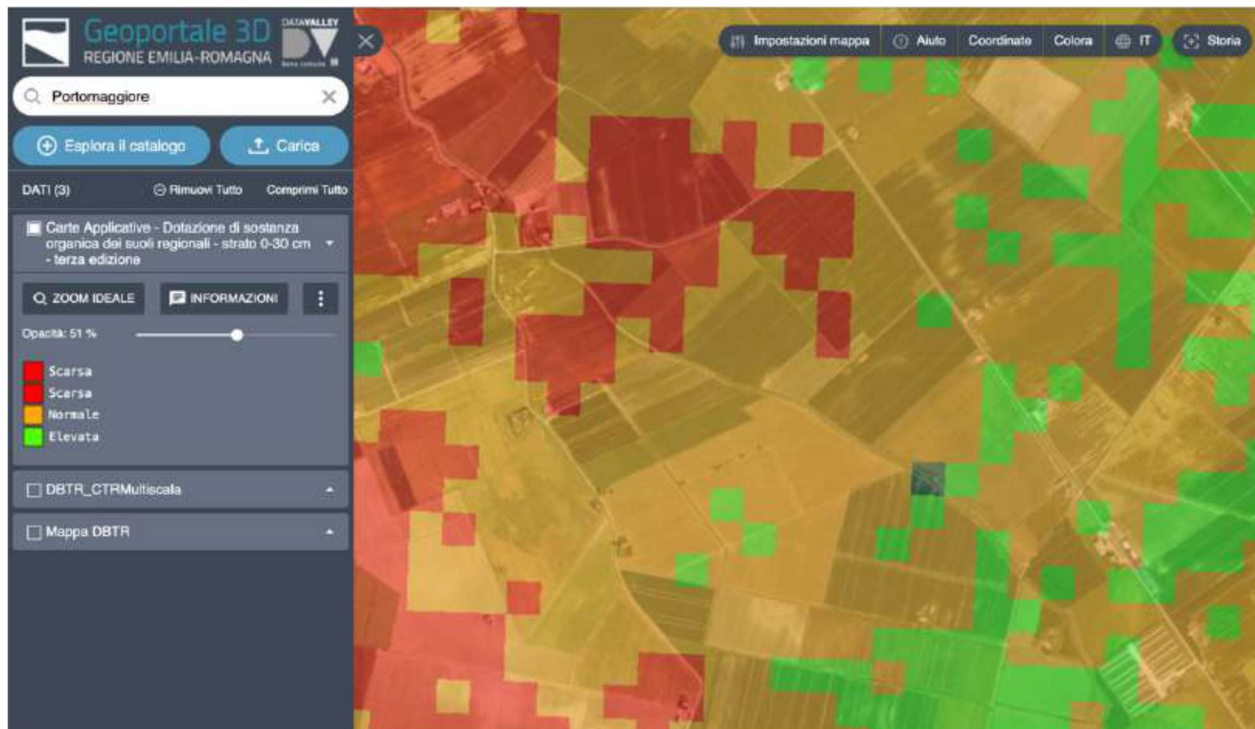 Geoportale 3D
REGIONE EMILIA-ROMAGNA
DATAVALLEY
DV
Portomaggiore
Esplora il catalogo
Carica
DATI (3)
Rimuovi Tutto
Comprimi Tutto
Carte Applicative - Dotazione di sostanza
organica dei suoli regionali - strato 0-30 cm
- terza edizione
ZOOM IDEALE
INFORMAZIONI
Opacità: 51 %
Scarsa
Scarsa
Normale
Elevata
DBTR_CTRMultiscala
Mappa DBTR
Impostazioni mappa
Aiuto
Coordinate
Colora
IT
Storia